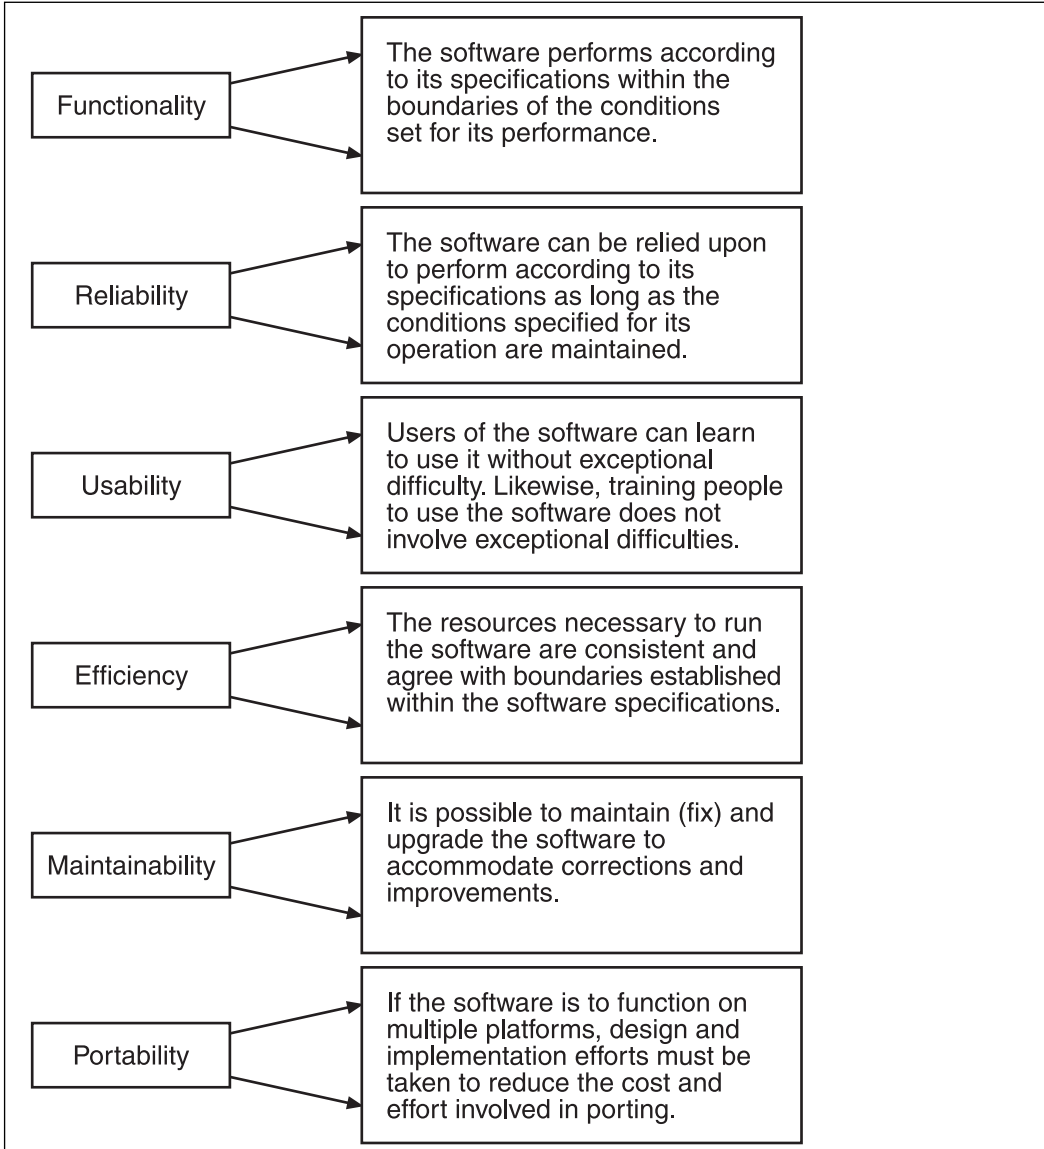 Functionality
The software performs according
to its specifications within the
boundaries of the conditions
set for its performance.
Reliability
The software can be relied upon
to perform according to its
specifications as long as the
conditions specified for its
operation are maintained.
Usability
Users of the software can learn
to use it without exceptional
difficulty. Likewise, training people
to use the software does not
involve exceptional difficulties.
Efficiency
The resources necessary to run
the software are consistent and
agree with boundaries established
within the software specifications.
Maintainability
It is possible to maintain (fix) and
upgrade the software to
accommodate corrections and
improvements.
Portability
If the software is to function on
multiple platforms, design and
implementation efforts must be
taken to reduce the cost and
effort involved in porting.